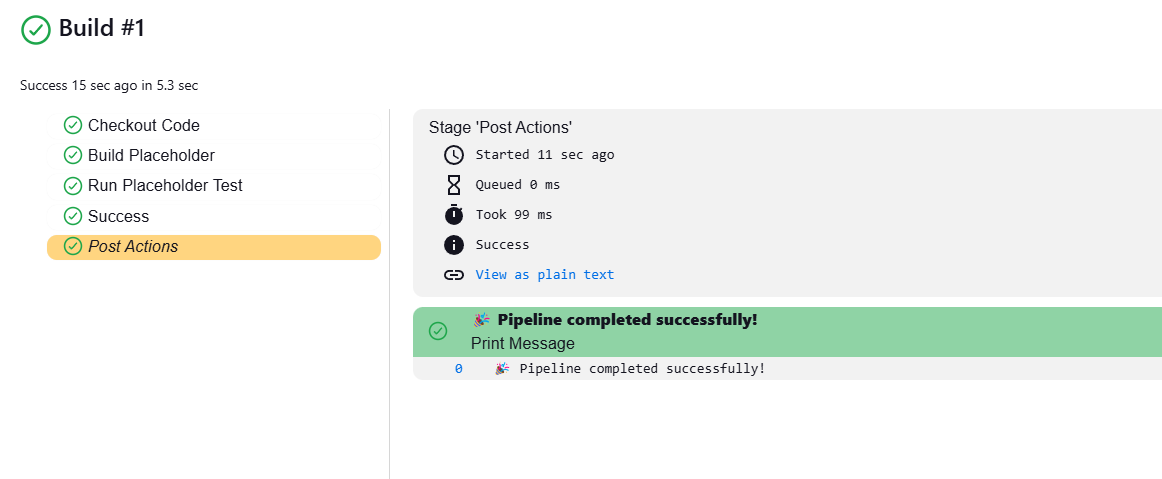 Build #1
Success 15 sec ago in 5.3 sec
Checkout Code
Build Placeholder
Run Placeholder Test
Success
Post Actions
Stage 'Post Actions'
Started 11 sec ago
Queued 0 ms
Took 99 ms
Success
View as plain text
🎉 Pipeline completed successfully!
Print Message
0 🎉 Pipeline completed successfully!